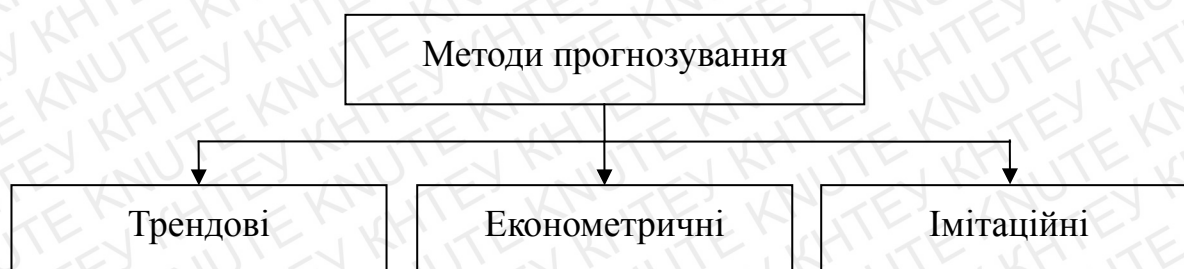 Методи прогнозування
Трендові
Економетричні
Імітаційні